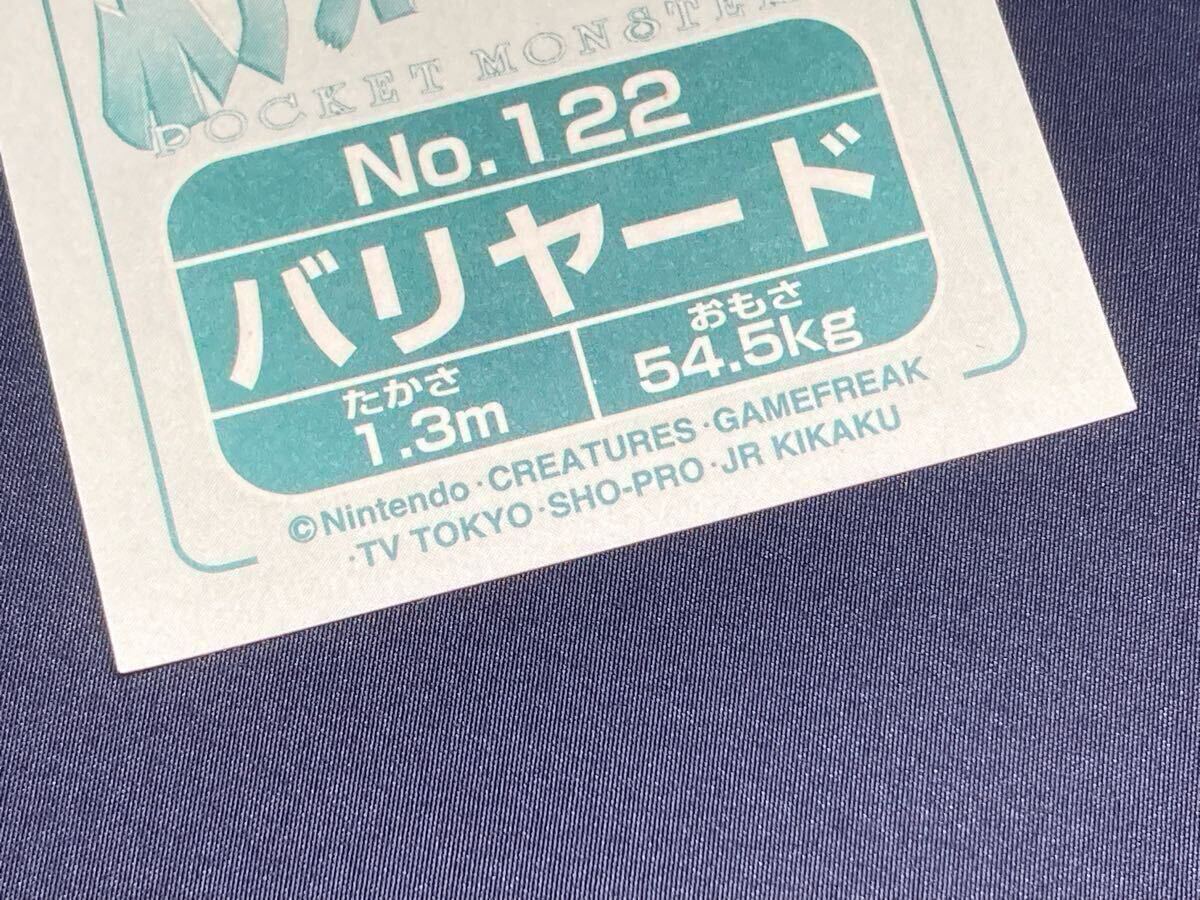 POCKET MONSTER
No.122
バリヤード
たかさ
1.3m
おもさ
54.5kg
©Nintendo・CREATURES・GAMEFREAK
・TV TOKYO・SHO-PRO・JR KIKAKU